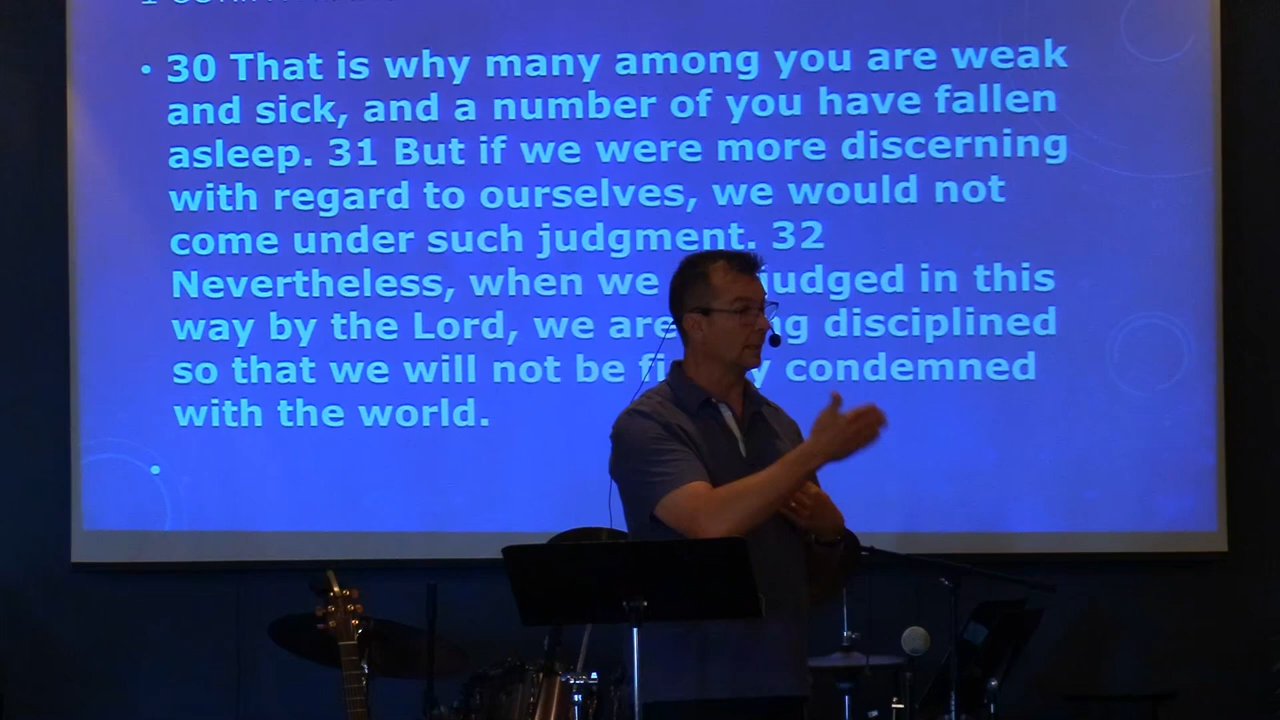 • 30 That is why many among you are weak
and sick, and a number of you have fallen
asleep. 31 But if we were more discerning
with regard to ourselves, we would not
come under such judgment. 32
Nevertheless, when we judged in this
way by the Lord, we are disciplined
so that we will not be condemned
with the world.